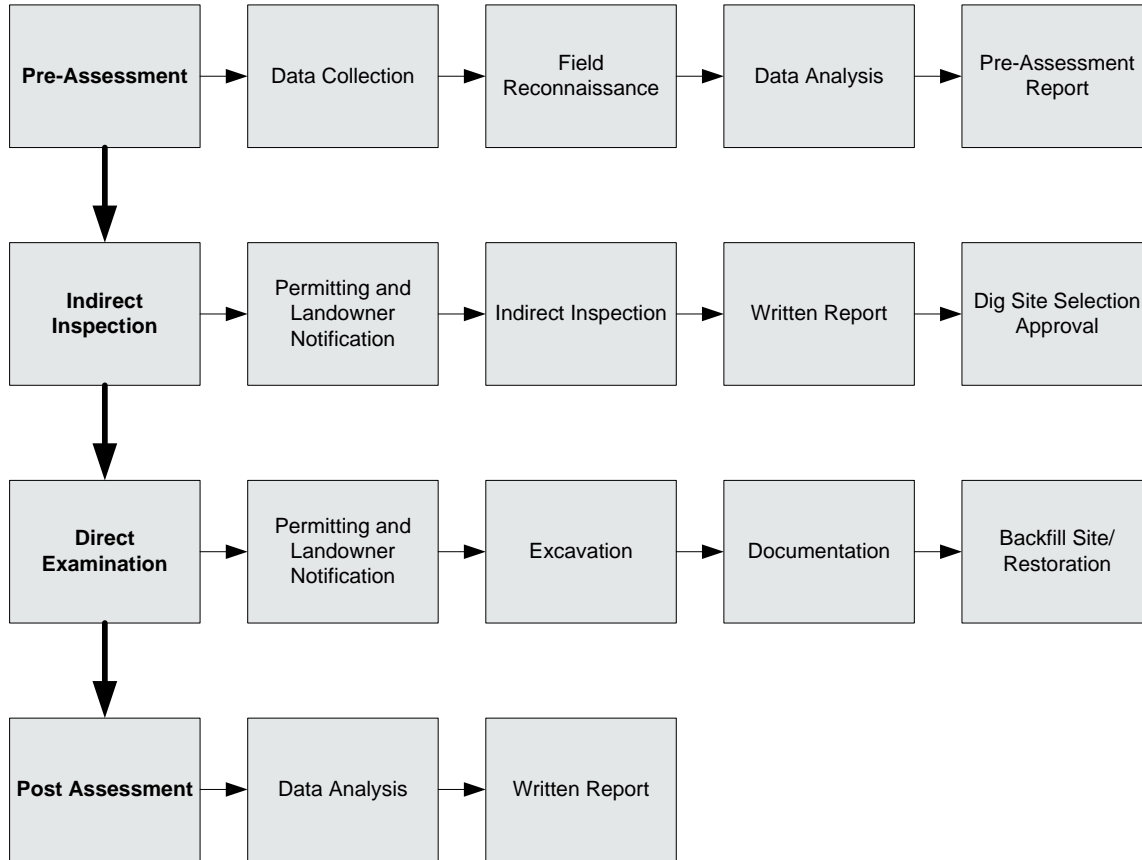 Pre-Assessment
Data Collection
Field
Reconnaissance
Data Analysis
Pre-Assessment
Report
Indirect
Inspection
Permitting and
Landowner
Notification
Indirect Inspection
Written Report
Dig Site Selection
Approval
Direct
Examination
Permitting and
Landowner
Notification
Excavation
Documentation
Backfill Site/
Restoration
Post Assessment
Data Analysis
Written Report